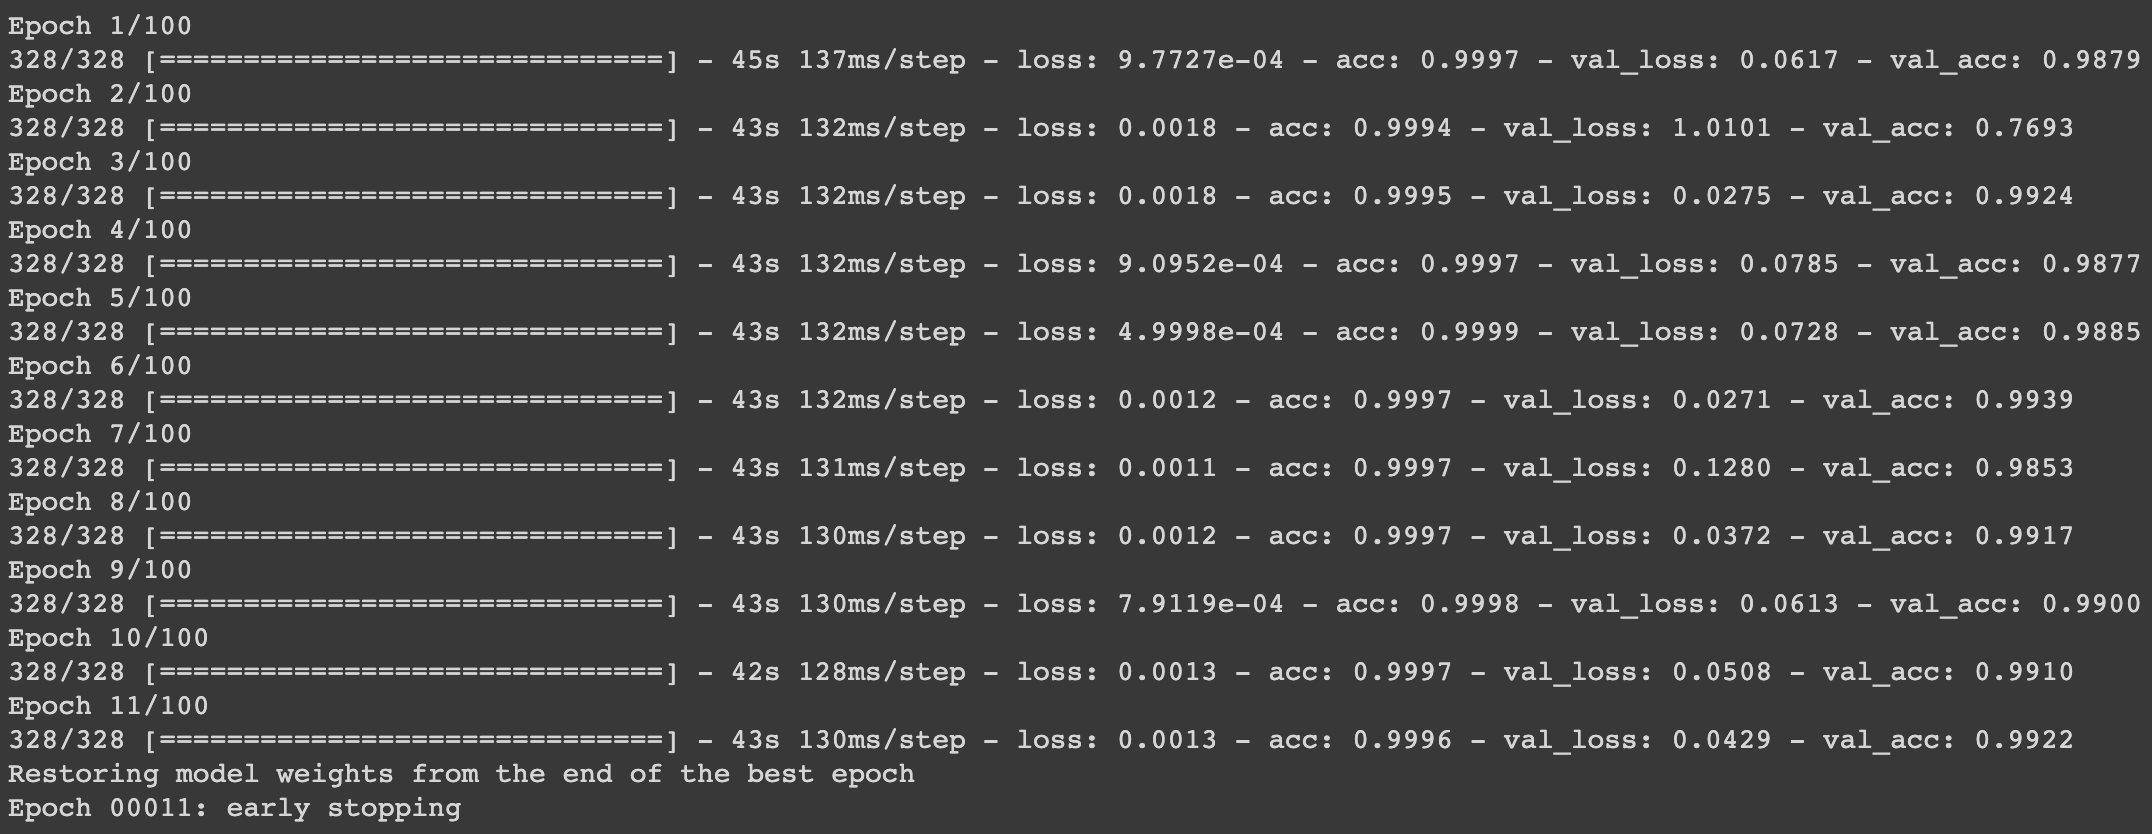 Epoch 1/100
328/328 [==============================] - 45s 137ms/step - loss: 9.7727e-04 - acc: 0.9997 - val_loss: 0.0617 - val_acc: 0.9879
Epoch 2/100
328/328 [==============================] - 43s 132ms/step - loss: 0.0018 - acc: 0.9994 - val_loss: 1.0101 - val_acc: 0.7693
Epoch 3/100
328/328 [==============================] - 43s 132ms/step - loss: 0.0018 - acc: 0.9995 - val_loss: 0.0275 - val_acc: 0.9924
Epoch 4/100
328/328 [==============================] - 43s 132ms/step - loss: 9.0952e-04 - acc: 0.9997 - val_loss: 0.0785 - val_acc: 0.9877
Epoch 5/100
328/328 [==============================] - 43s 132ms/step - loss: 4.9998e-04 - acc: 0.9999 - val_loss: 0.0728 - val_acc: 0.9885
Epoch 6/100
328/328 [==============================] - 43s 132ms/step - loss: 0.0012 - acc: 0.9997 - val_loss: 0.0271 - val_acc: 0.9939
Epoch 7/100
328/328 [==============================] - 43s 131ms/step - loss: 0.0011 - acc: 0.9997 - val_loss: 0.1280 - val_acc: 0.9853
Epoch 8/100
328/328 [==============================] - 43s 130ms/step - loss: 0.0012 - acc: 0.9997 - val_loss: 0.0372 - val_acc: 0.9917
Epoch 9/100
328/328 [==============================] - 43s 130ms/step - loss: 7.9119e-04 - acc: 0.9998 - val_loss: 0.0613 - val_acc: 0.9900
Epoch 10/100
328/328 [==============================] - 42s 128ms/step - loss: 0.0013 - acc: 0.9997 - val_loss: 0.0508 - val_acc: 0.9910
Epoch 11/100
328/328 [==============================] - 43s 130ms/step - loss: 0.0013 - acc: 0.9996 - val_loss: 0.0429 - val_acc: 0.9922
Restoring model weights from the end of the best epoch
Epoch 00011: early stopping